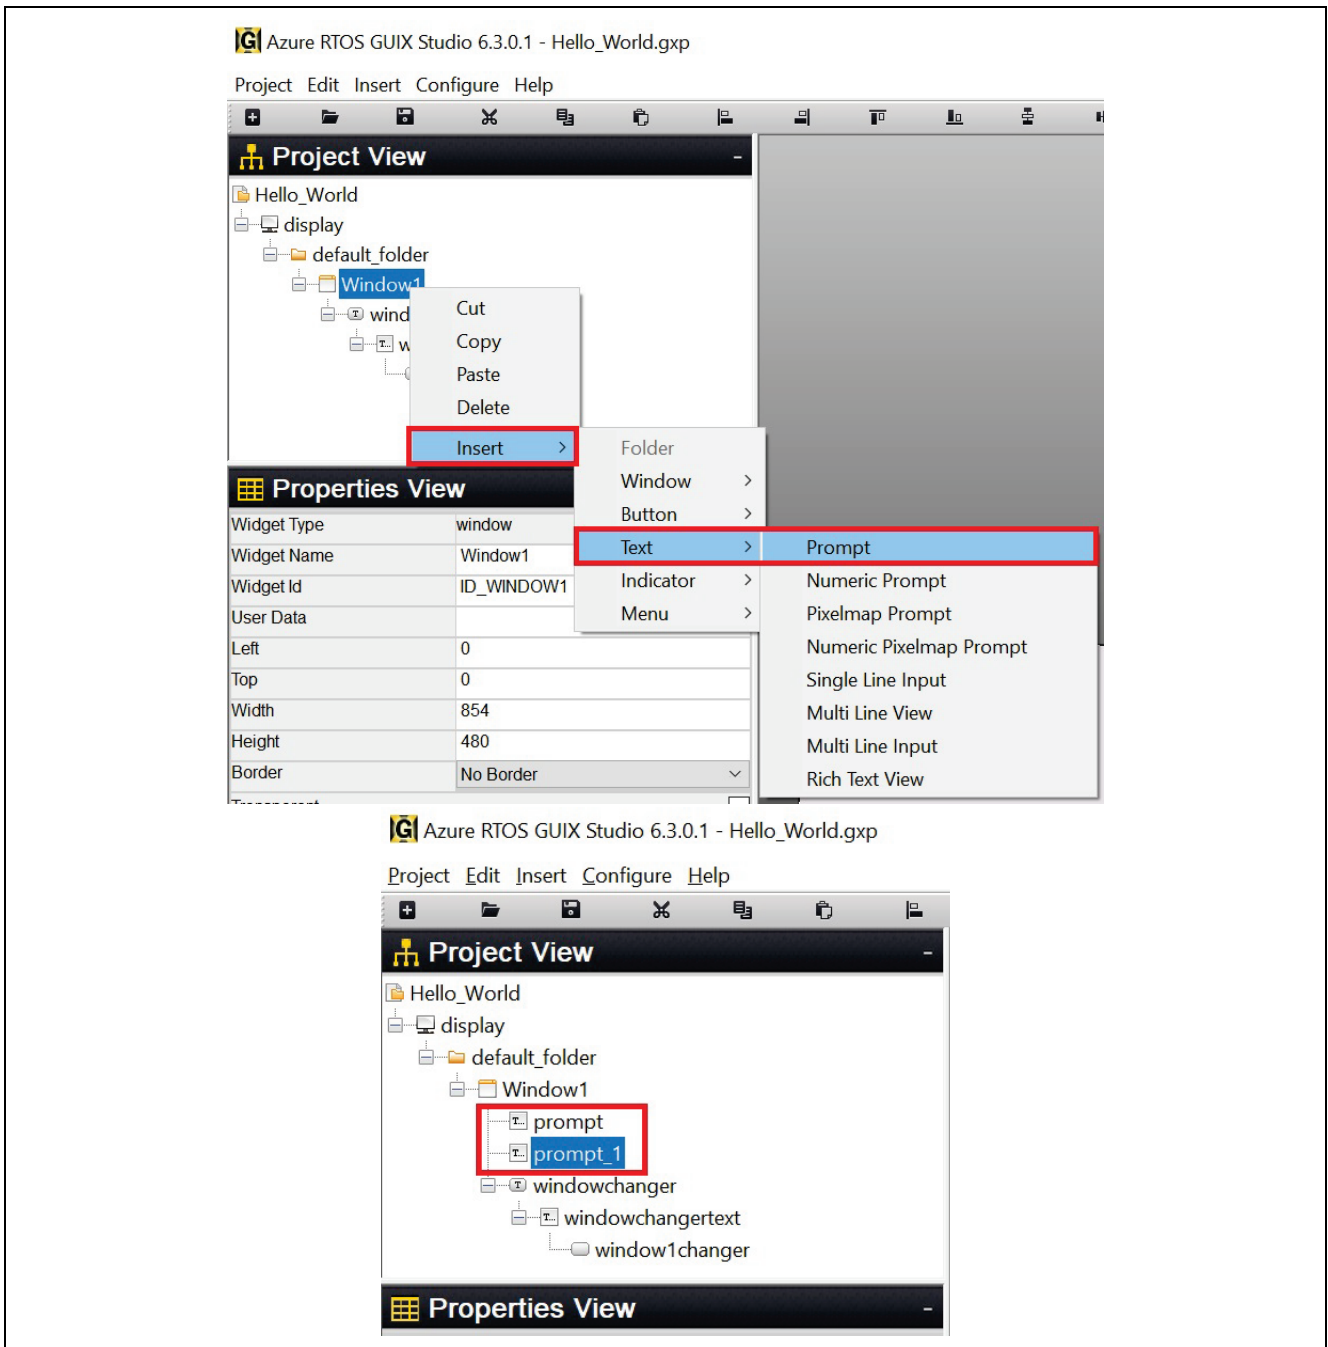 Azure RTOS GUIX Studio 6.3.0.1 - Hello_World.gxp
Project Edit Insert Configure Help
Project View -
Hello_World
display
default_folder
Window1
wind
w
Cut
Copy
Paste
Delete
Insert >
Folder
Window >
Button >
Text >
Indicator >
Menu >
Prompt
Numeric Prompt
Pixelmap Prompt
Numeric Pixelmap Prompt
Single Line Input
Multi Line View
Multi Line Input
Rich Text View
Properties View
Widget Type window
Widget Name Window1
Widget Id ID_WINDOW1
User Data
Left 0
Top 0
Width 854
Height 480
Border No Border
Transparent
Azure RTOS GUIX Studio 6.3.0.1 - Hello_World.gxp
Project Edit Insert Configure Help
Project View -
Hello_World
display
default_folder
Window1
prompt
prompt_1
windowchanger
windowchangertext
window1changer
Properties View -